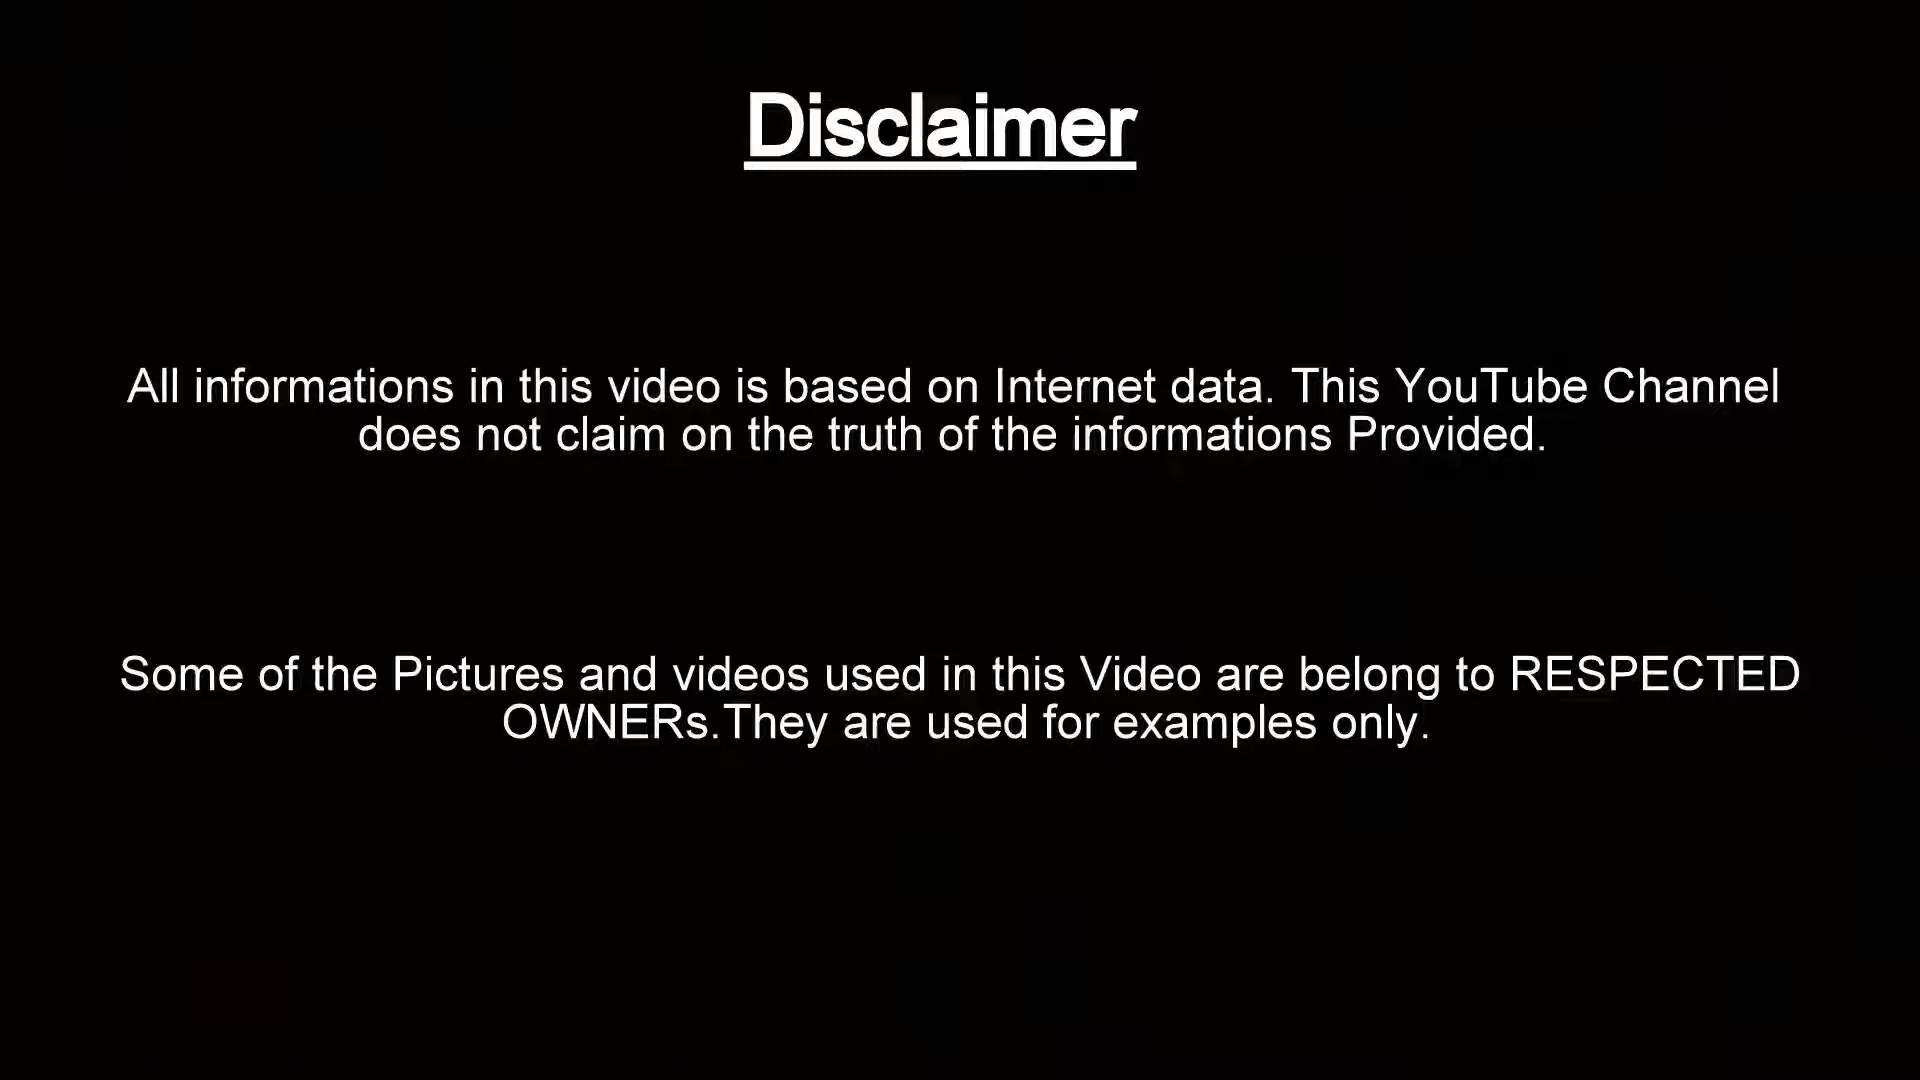 Disclaimer
All informations in this video is based on Internet data. This YouTube Channel
does not claim on the truth of the informations Provided.
Some of the Pictures and videos used in this Video are belong to RESPECTED
OWNERs.They are used for examples only.